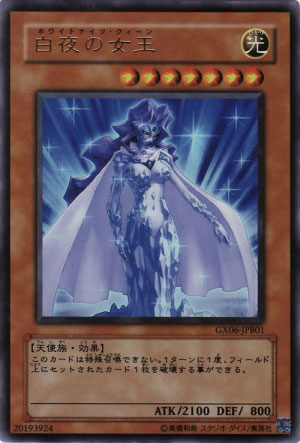 ホワイトナイツ・クィーン
白夜の女王
光
GX06-JPB01
【天使族・効果】
このカードは特殊召喚できない。1ターンに1度、フィールド
上にセットされたカード1枚を破壊する事ができる。
ATK/2100 DEF/ 800
20193924
©高橋和希 スタジオ・ダイス/集英社